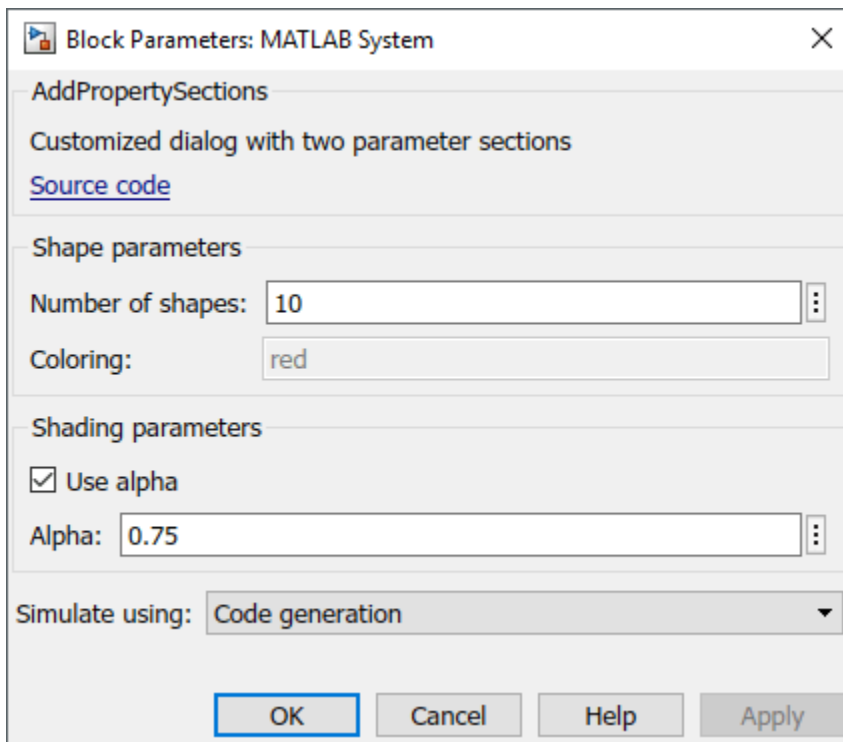 Block Parameters: MATLAB System
AddPropertySections
Customized dialog with two parameter sections
Source code
Shape parameters
Number of shapes: 10
Coloring: red
Shading parameters
Use alpha
Alpha: 0.75
Simulate using: Code generation
OK Cancel Help Apply